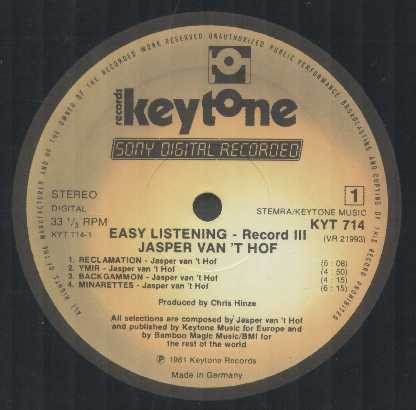 ALL RIGHTS OF THE MANUFACTURER AND OF THE OWNER OF THE RECORDED WORK RESERVED UNAUTHORIZED PUBLIC PERFORMANCE BROADCASTING AND COPYING OF THIS RECORD PROHIBITED
records
keytone
SONY DIGITAL RECORDED
STEREO
DIGITAL
33 1/3 RPM
KYT 714-1
1
STEMRA/KEYTONE MUSIC
KYT 714
(VR 21993)
EASY LISTENING - Record III
JASPER VAN 'T HOF
1. RECLAMATION - Jasper van 't Hof (6 : 08)
2. YMIR - Jasper van 't Hof (4 : 50)
3. BACKGAMMON - Jasper van 't Hof (4 : 15)
4. MINARETTES - Jasper van 't Hof (6 : 15)
Produced by Chris Hinze
All selections are composed by Jasper van 't Hof
and published by Keytone Music for Europe and
by Bamboo Magic Music/BMI for
the rest of the world
℗ 1981 Keytone Records
Made in Germany